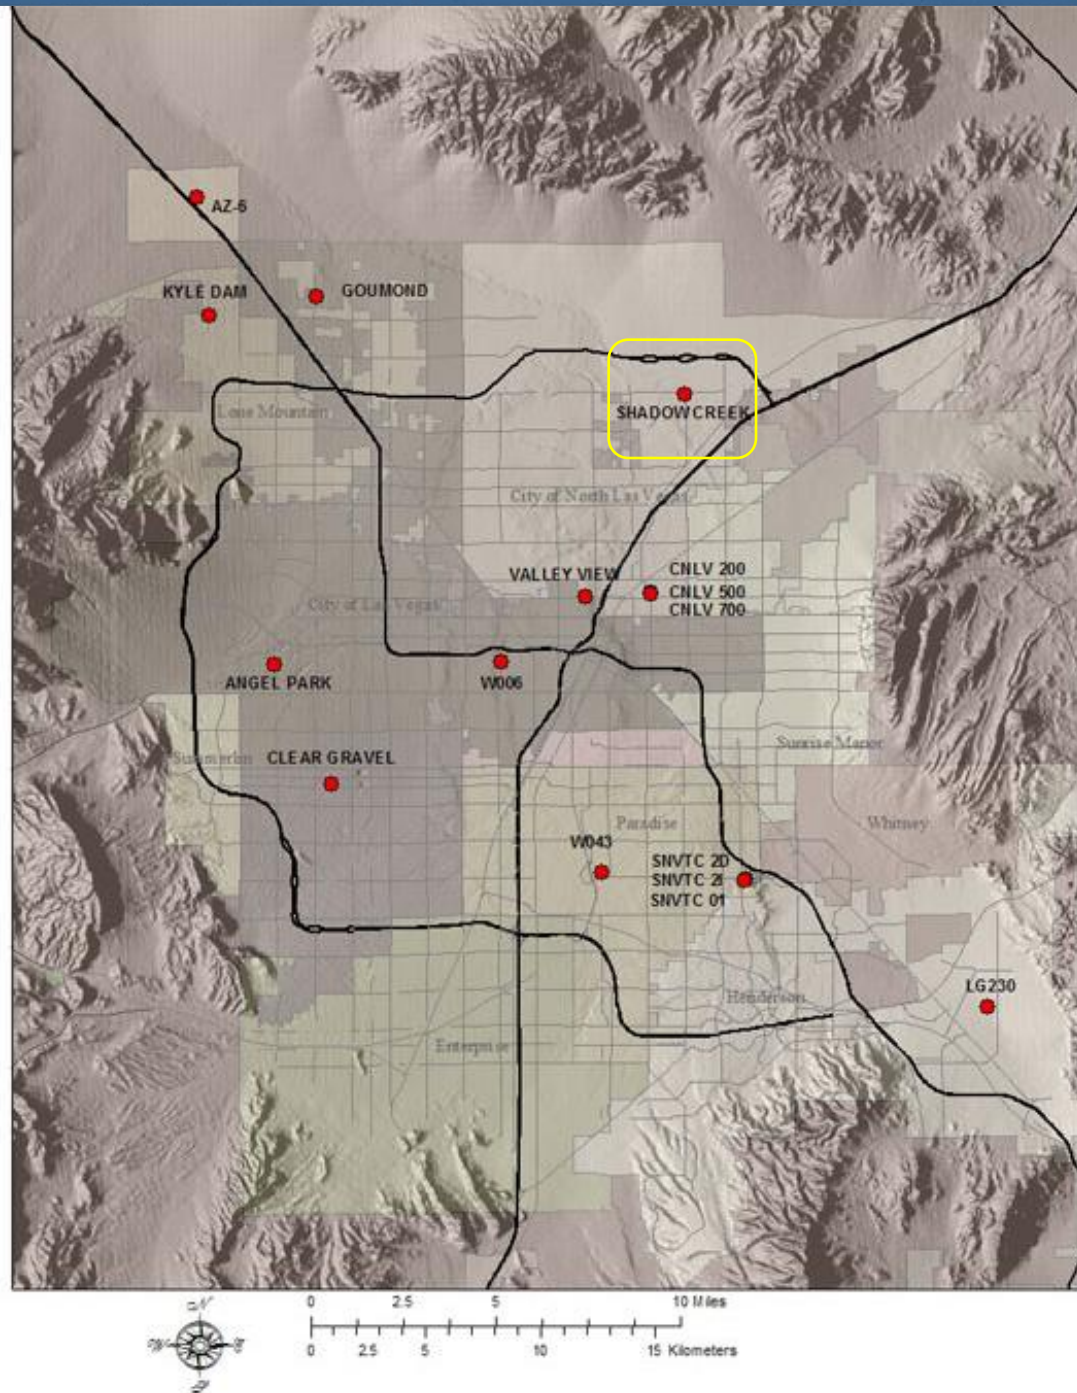 AZ-6
KYLE DAM
GOUMOND
SHADOW CREEK
Lone Mountain
City of North Las Vegas
VALLEY VIEW
CNLV 200
CNLV 500
CNLV 700
City of Las Vegas
ANGEL PARK
W006
Summerlin
CLEAR GRAVEL
Sunrise Manor
Paradise
Whitney
W043
SNVTC 2D
SNVTC 2I
SNVTC 01
LG230
Henderson
Enterprise
N
W
E
S
0 2.5 5 10 Miles
0 2.5 5 10 15 Kilometers